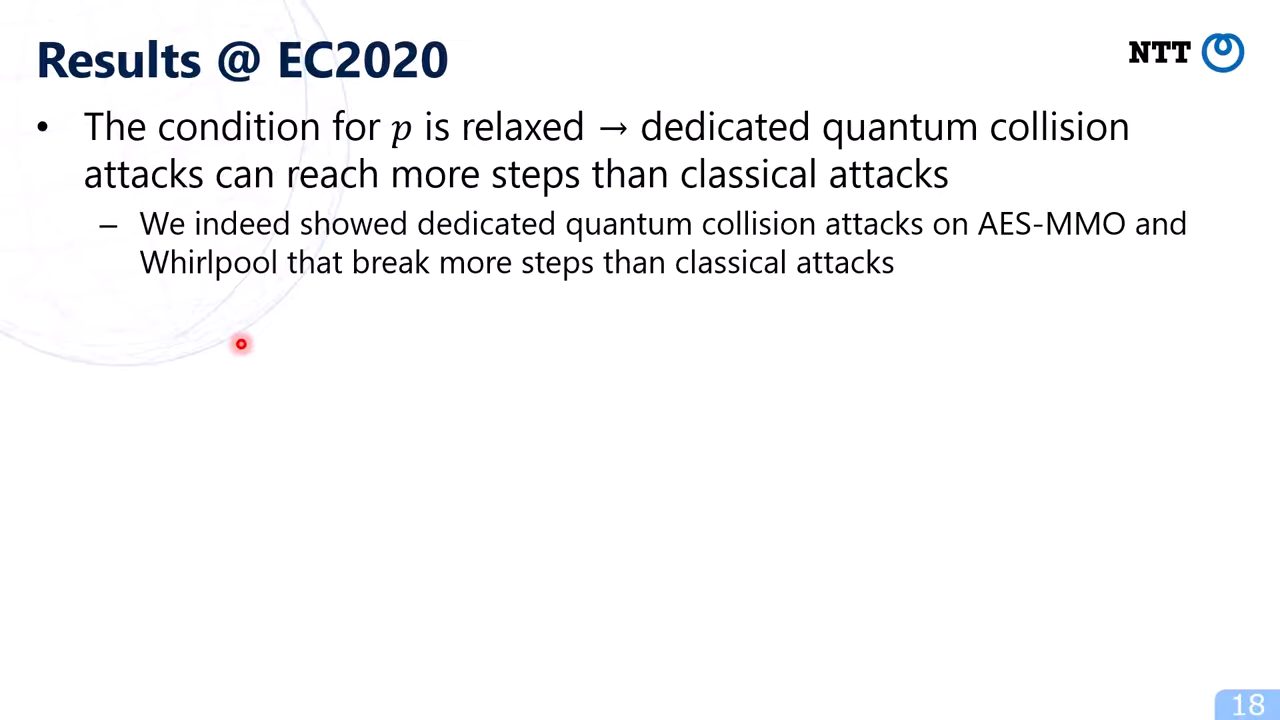 Results @ EC2020
NTT
• The condition for p is relaxed → dedicated quantum collision
attacks can reach more steps than classical attacks
– We indeed showed dedicated quantum collision attacks on AES-MMO and
Whirlpool that break more steps than classical attacks
18